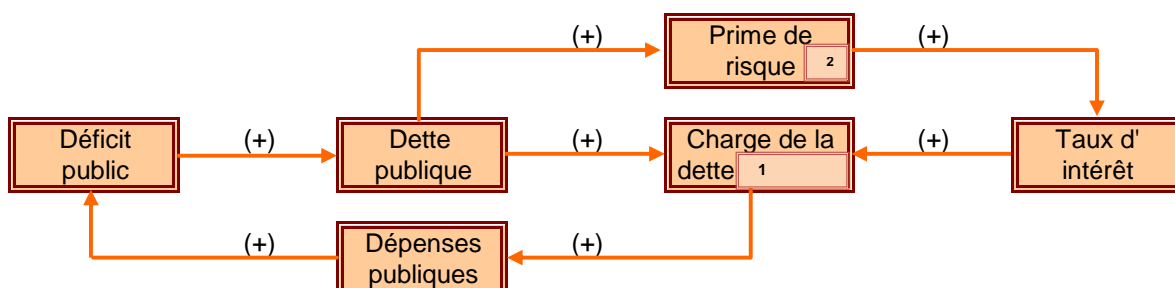 (+)
Prime de
risque 2
(+)
Déficit
public
(+)
Dette
publique
(+)
Charge de la
dette 1
(+)
Taux d'
intérêt
(+)
Dépenses
publiques
(+)